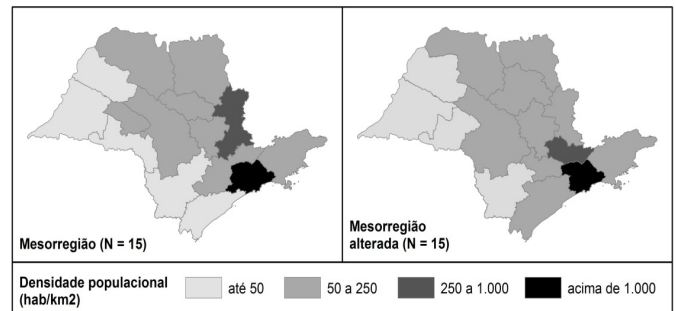 Mesorregião (N = 15)
Mesorregião
alterada (N = 15)
Densidade populacional
(hab/km2)
até 50
50 a 250
250 a 1.000
acima de 1.000